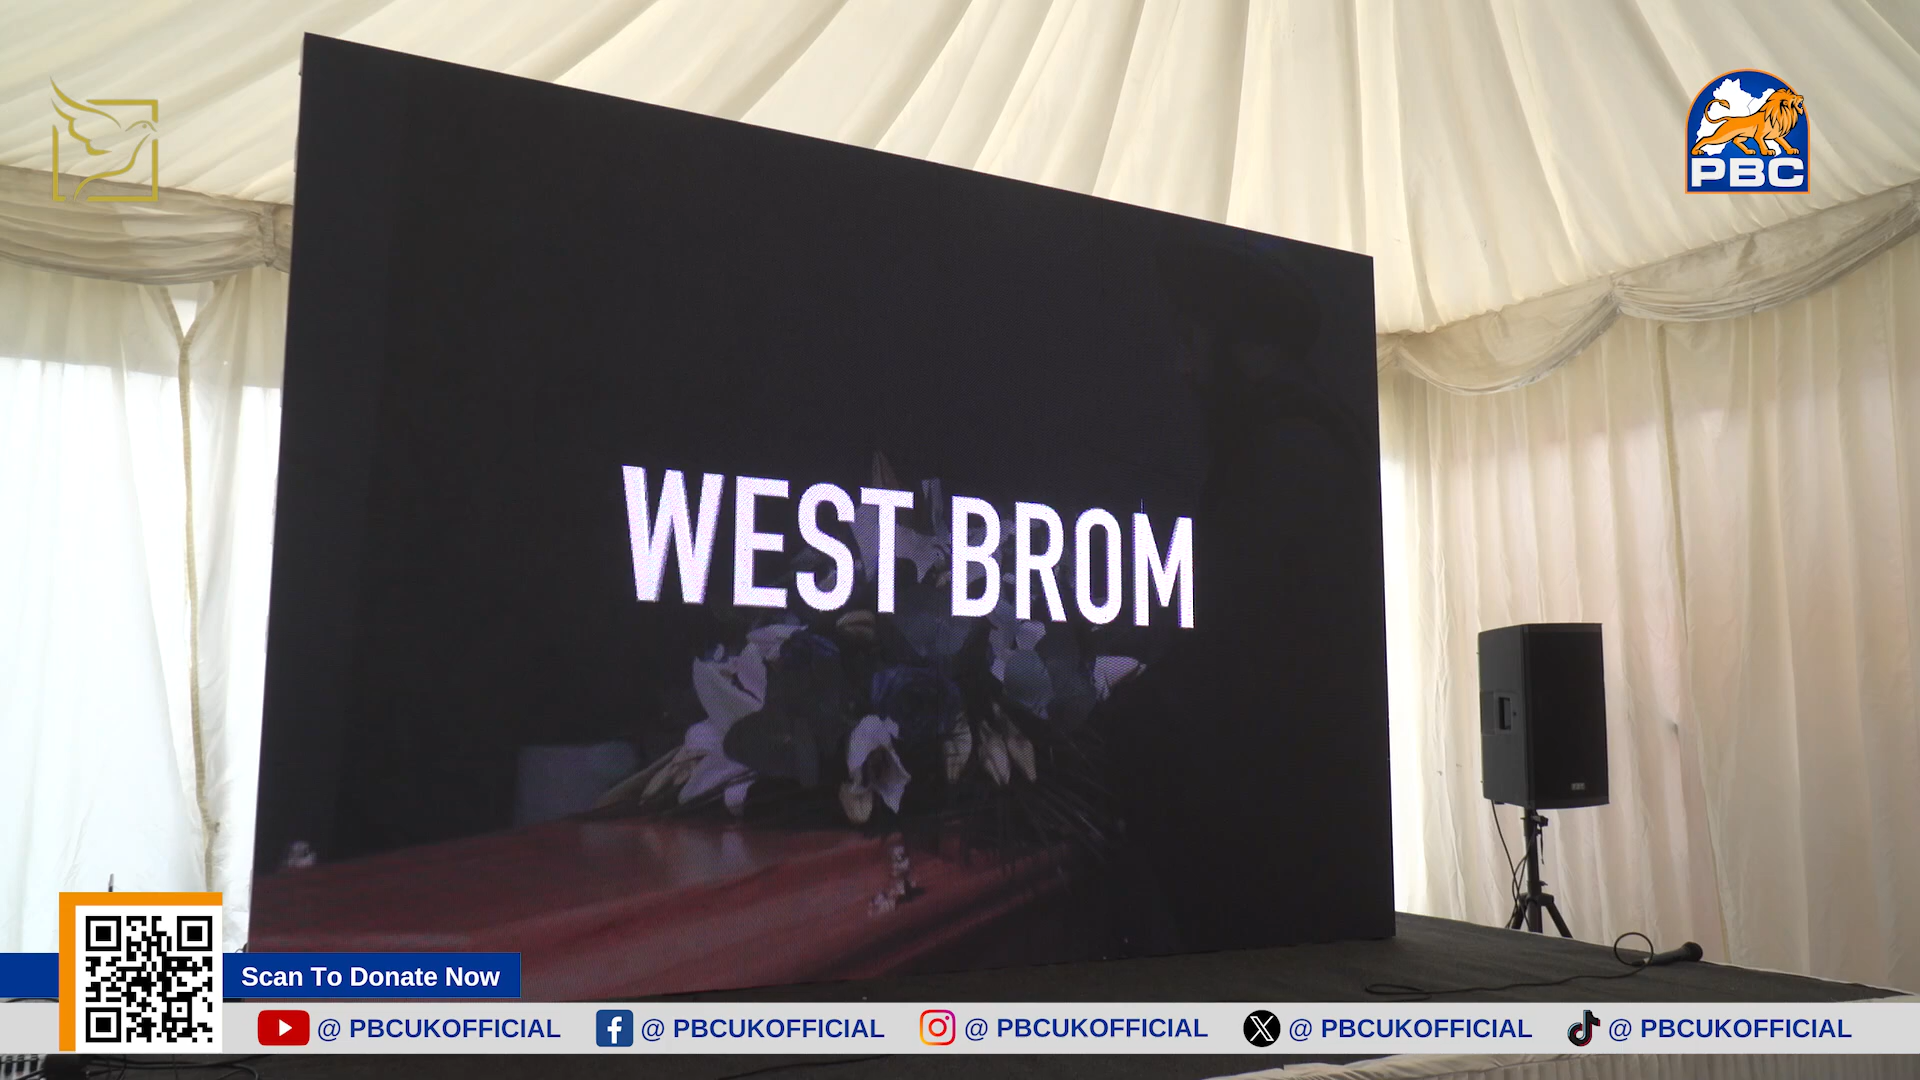 PBC
WEST BROM
Scan To Donate Now
@ PBCUKOFFICIAL @ PBCUKOFFICIAL @ PBCUKOFFICIAL @ PBCUKOFFICIAL @ PBCUKOFFICIAL